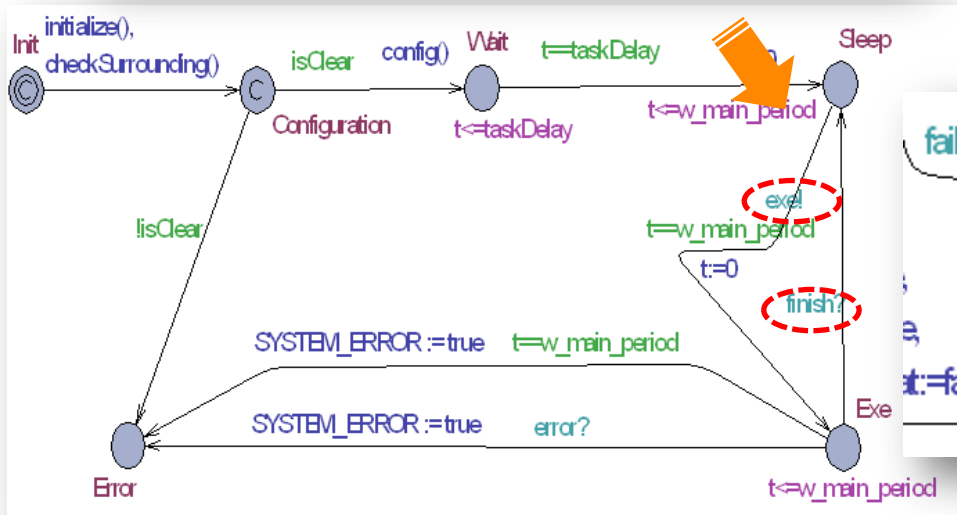 initialize(),
Init
checkSurrounding()
isClear
config()
Wait
t==taskDelay
Sleep
C
C
Configuration
t<=taskDelay
t<=w_main_period
exe!
!isClear
t==w_main_period
t:=0
finish?
SYSTEM_ERROR := true
t==w_main_period
SYSTEM_ERROR := true
error?
Exe
Error
t<=w_main_period